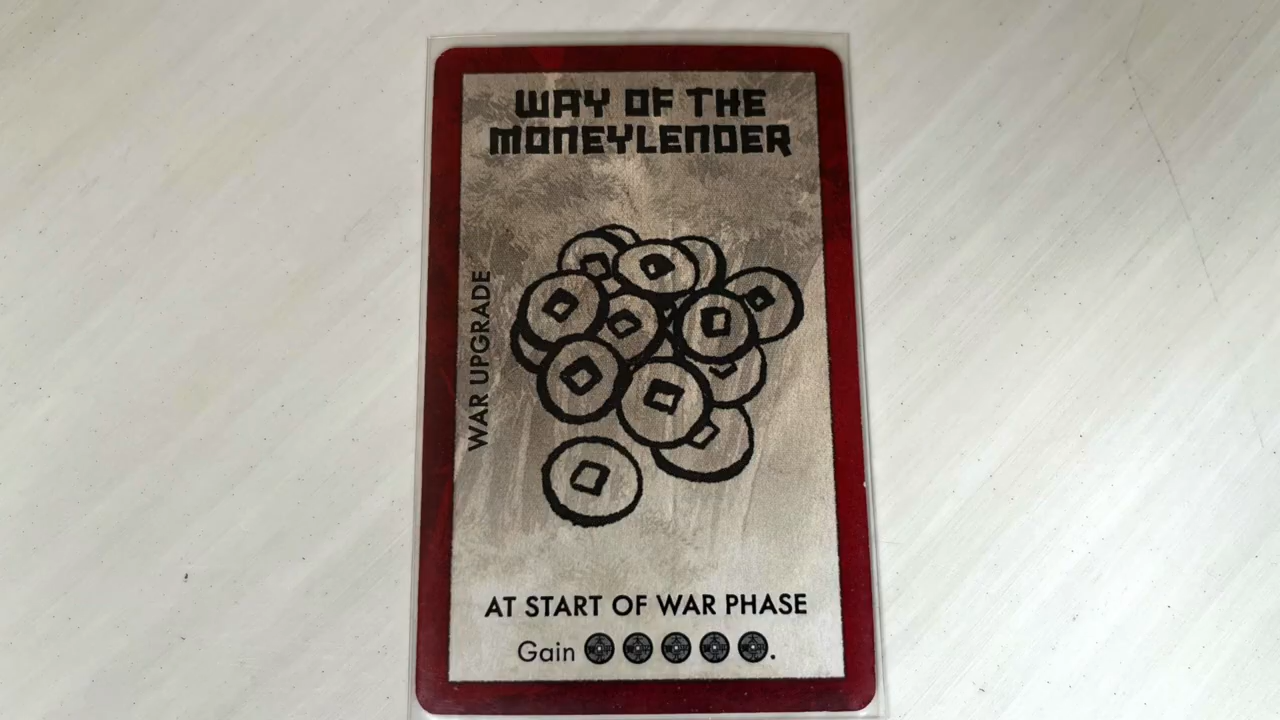 WAY OF THE
MONEYLENDER
WAR UPGRADE
AT START OF WAR PHASE
Gain .